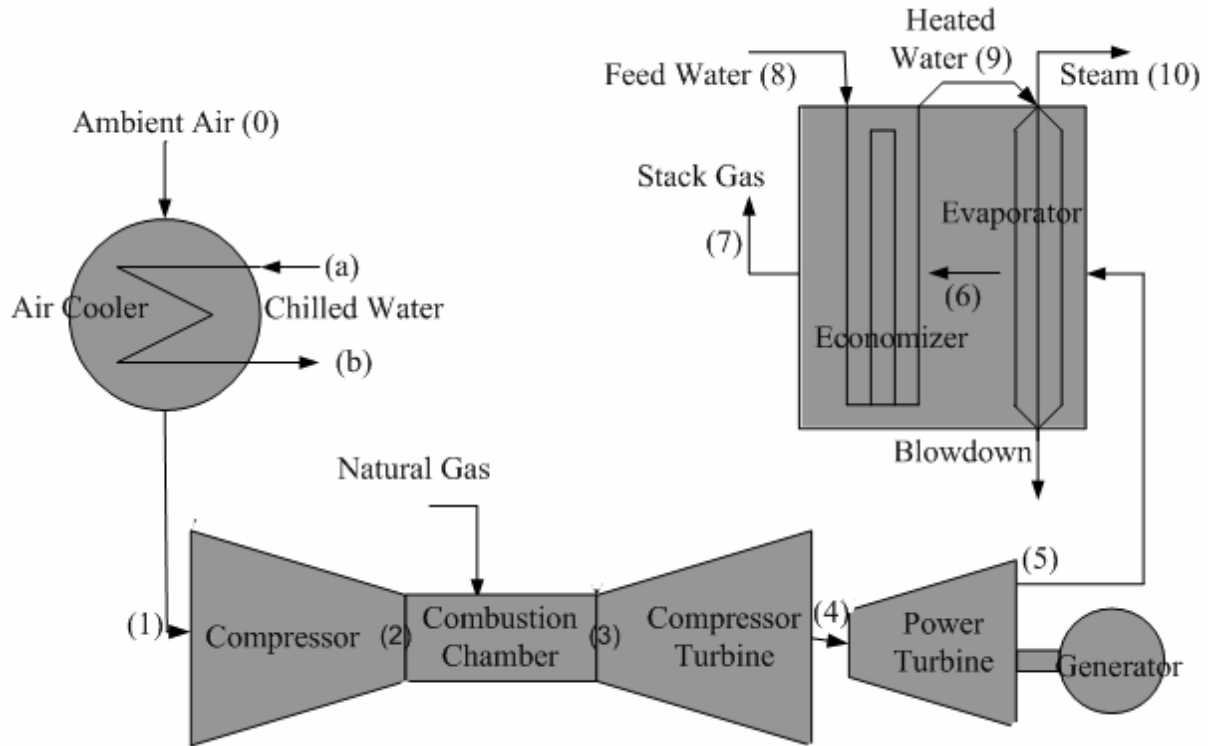 Heated
Water (9)
Feed Water (8)
Steam (10)
Ambient Air (0)
Stack Gas
Evaporator
(7)
(a)
(6)
Air Cooler
Chilled Water
Economizer
(b)
Blowdown
Natural Gas
(5)
(1)
Compressor
(2)
Combustion
Chamber
(3)
Compressor
Turbine
(4)
Power
Turbine
Generator